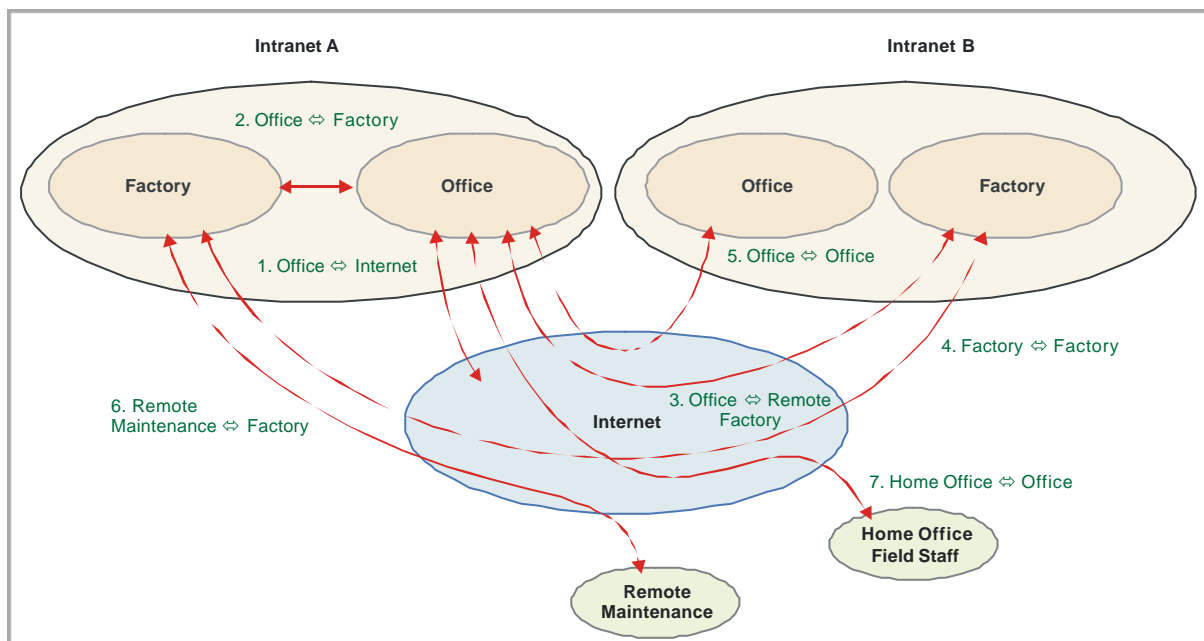 Intranet A
Intranet B
2. Office ⇔ Factory
Factory
Office
Office
Factory
1. Office ⇔ Internet
5. Office ⇔ Office
4. Factory ⇔ Factory
3. Office ⇔ Remote
Factory
Internet
6. Remote
Maintenance ⇔ Factory
7. Home Office ⇔ Office
Home Office
Field Staff
Remote
Maintenance